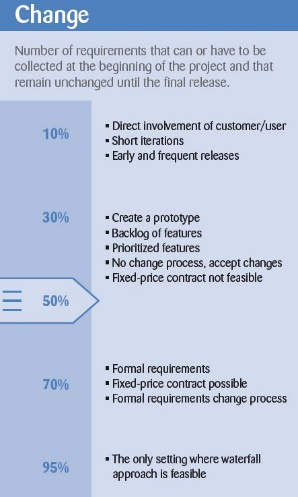 Change
Number of requirements that can or have to be
collected at the beginning of the project and that
remain unchanged until the final release.
10%
▪ Direct involvement of customer/user
▪ Short iterations
▪ Early and frequent releases
30%
▪ Create a prototype
▪ Backlog of features
▪ Prioritized features
▪ No change process, accept changes
▪ Fixed-price contract not feasible
50%
70%
▪ Formal requirements
▪ Fixed-price contract possible
▪ Formal requirements change process
95%
▪ The only setting where waterfall
approach is feasible